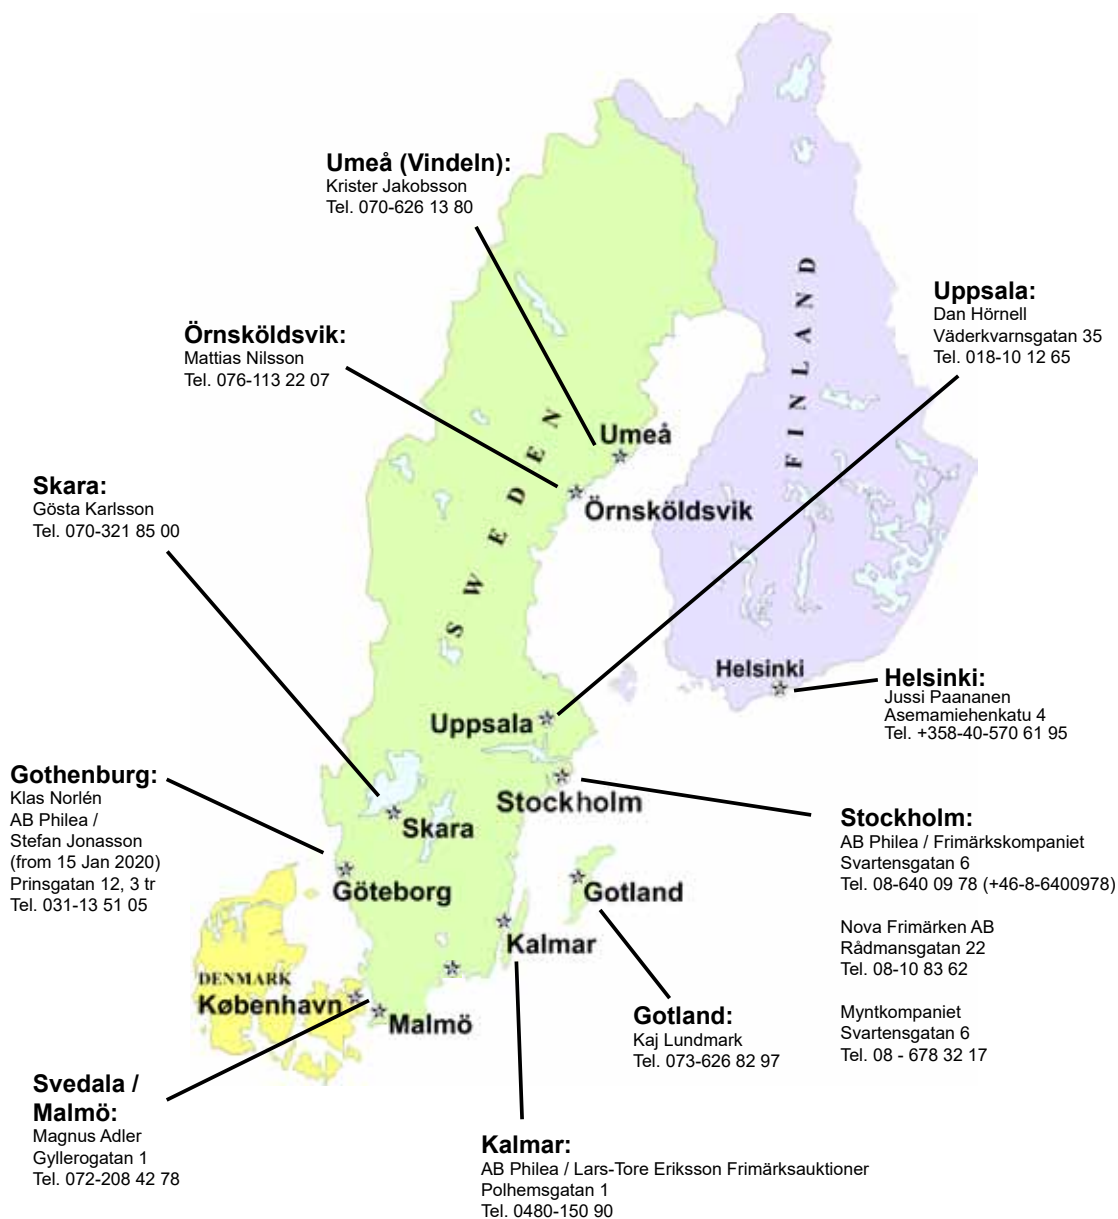 Umeå (Vindeln):
Krister Jakobsson
Tel. 070-626 13 80
Uppsala:
Dan Hörnell
Väderkvarnsgatan 35
Tel. 018-10 12 65
Örnsköldsvik:
Mattias Nilsson
Tel. 076-113 22 07
FINLAND
SWEDEN
Umeå
Örnsköldsvik
Skara:
Gösta Karlsson
Tel. 070-321 85 00
Helsinki
Helsinki:
Jussi Paananen
Asemamiehenkatu 4
Tel. +358-40-570 61 95
Uppsala
Stockholm
Gothenburg:
Klas Norlén
AB Philea /
Stefan Jonasson
(from 15 Jan 2020)
Prinsgatan 12, 3 tr
Tel. 031-13 51 05
Skara
Göteborg
Gotland
Kalmar
Stockholm:
AB Philea / Frimärkskompaniet
Svartensgatan 6
Tel. 08-640 09 78 (+46-8-6400978)
Nova Frimärken AB
Rådmansgatan 22
Tel. 08-10 83 62
Myntkompaniet
Svartensgatan 6
Tel. 08 - 678 32 17
DENMARK
København
Malmö
Gotland:
Kaj Lundmark
Tel. 073-626 82 97
Svedala /
Malmö:
Magnus Adler
Gyllerogatan 1
Tel. 072-208 42 78
Kalmar:
AB Philea / Lars-Tore Eriksson Frimärksauktioner
Polhemsgatan 1
Tel. 0480-150 90